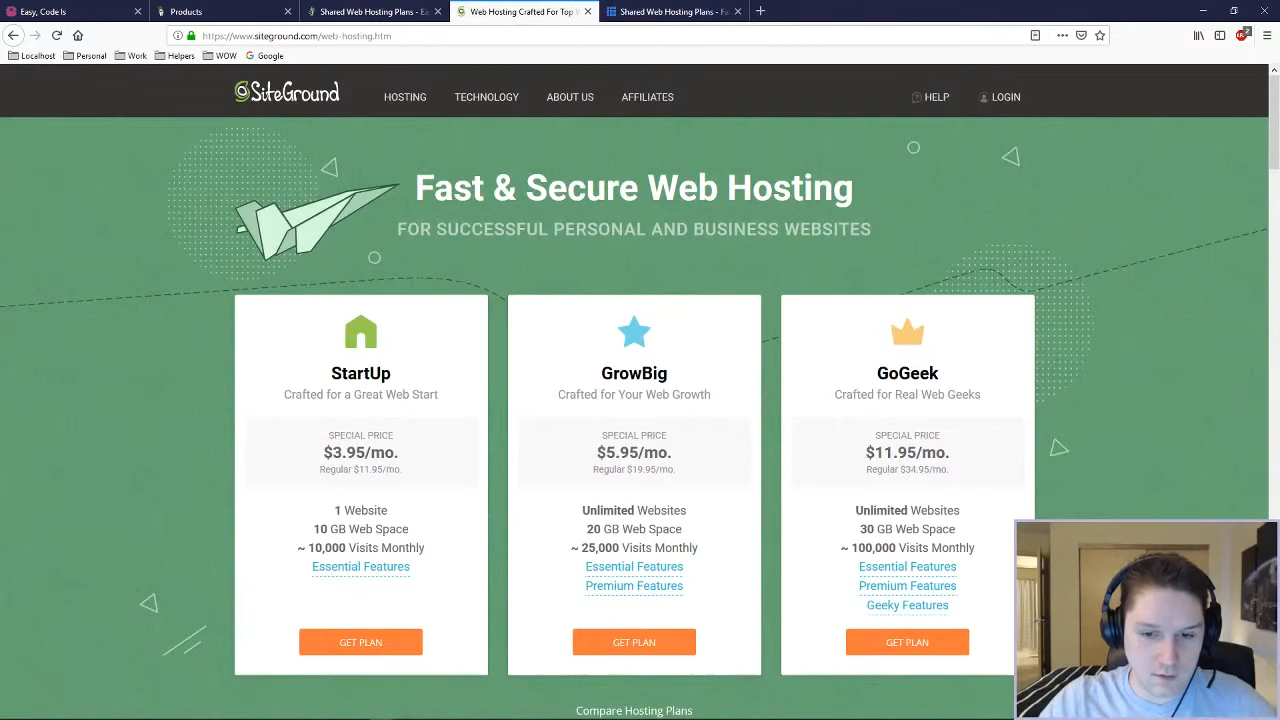 Easy, Code Is
Products
Shared Web Hosting Plans - Ea
Web Hosting Crafted For Top W
Shared Web Hosting Plans - Fa
https://www.siteground.com/web-hosting.htm
Localhost
Personal
Work
Helpers
WOW
Google
SiteGround
HOSTING
TECHNOLOGY
ABOUT US
AFFILIATES
HELP
LOGIN
Fast & Secure Web Hosting
FOR SUCCESSFUL PERSONAL AND BUSINESS WEBSITES
StartUp
Crafted for a Great Web Start
SPECIAL PRICE
$3.95/mo.
Regular $11.95/mo.
1 Website
10 GB Web Space
~ 10,000 Visits Monthly
Essential Features
GET PLAN
GrowBig
Crafted for Your Web Growth
SPECIAL PRICE
$5.95/mo.
Regular $19.95/mo.
Unlimited Websites
20 GB Web Space
~ 25,000 Visits Monthly
Essential Features
Premium Features
GET PLAN
GoGeek
Crafted for Real Web Geeks
SPECIAL PRICE
$11.95/mo.
Regular $34.95/mo.
Unlimited Websites
30 GB Web Space
~ 100,000 Visits Monthly
Essential Features
Premium Features
Geeky Features
GET PLAN
Compare Hosting Plans